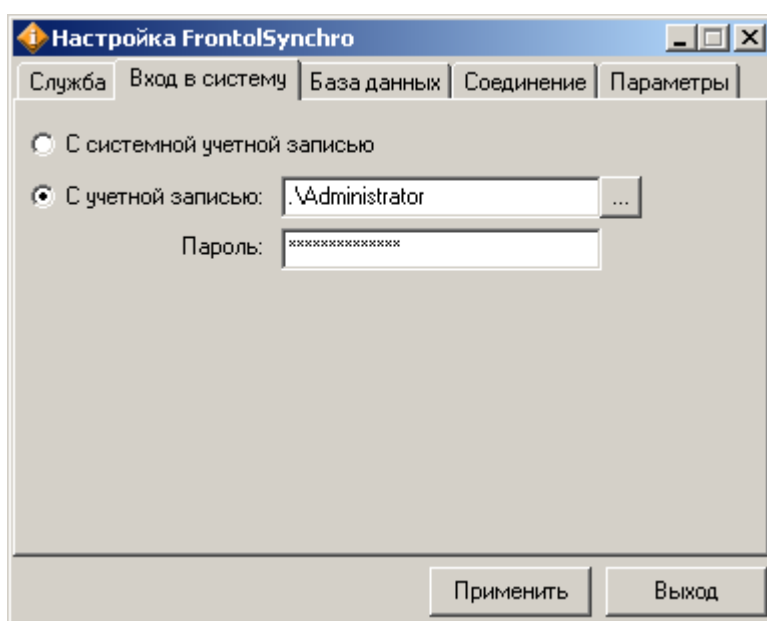 Настройка FrontolSynchro
Служба Вход в систему База данных Соединение Параметры
С системной учетной записью
С учетной записью: .\Administrator ...
Пароль: **************
Применить Выход